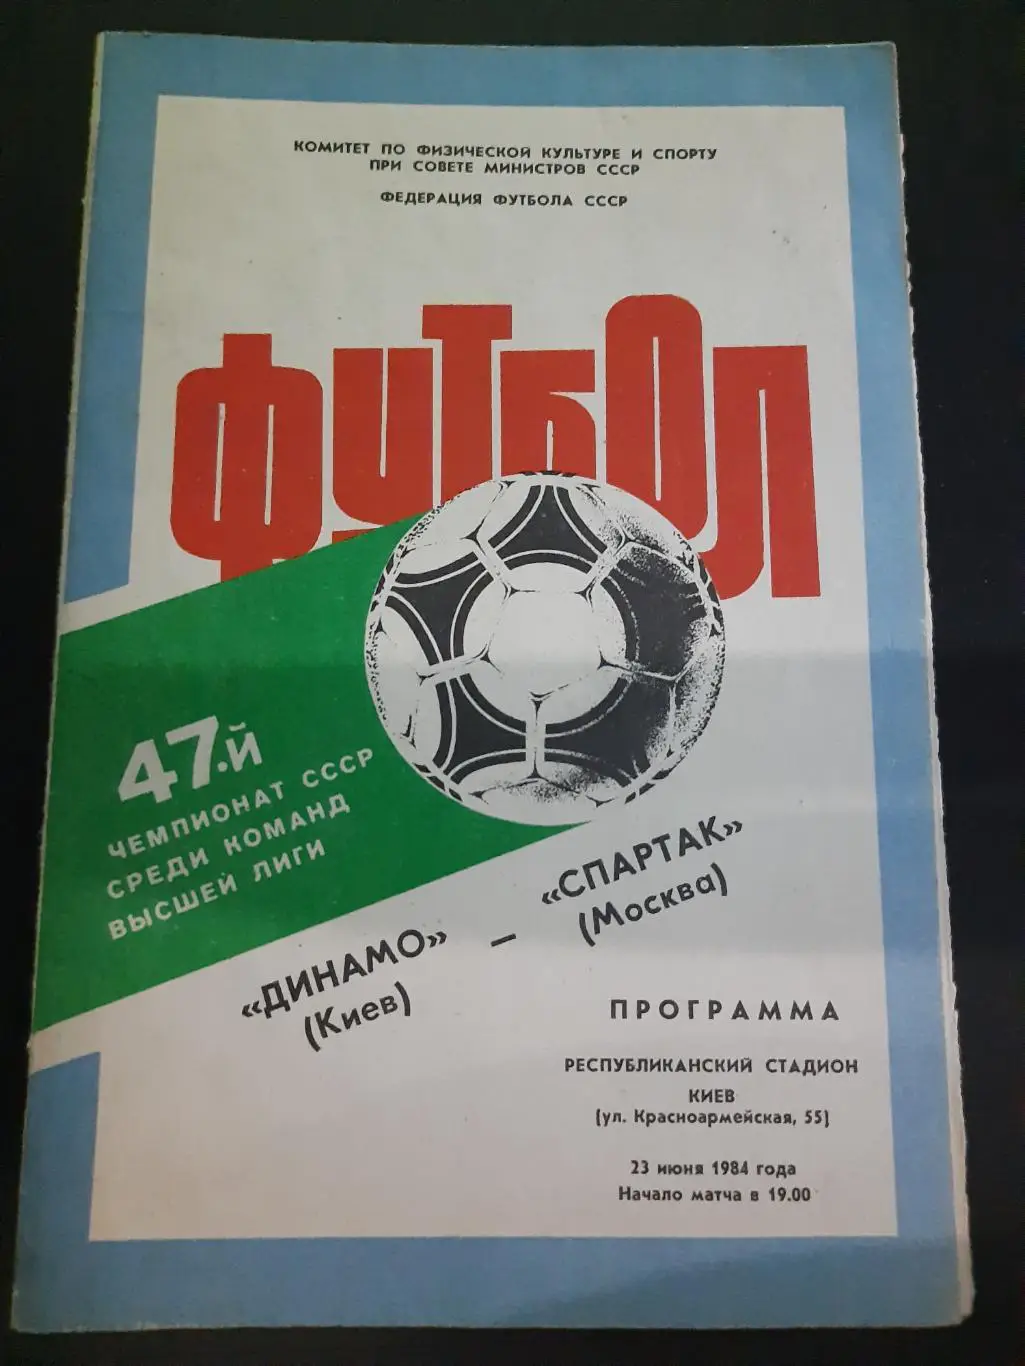 КОМИТЕТ ПО ФИЗИЧЕСКОЙ КУЛЬТУРЕ И СПОРТУ
ПРИ СОВЕТЕ МИНИСТРОВ СССР
ФЕДЕРАЦИЯ ФУТБОЛА СССР
ФУТБОЛ
47-й
ЧЕМПИОНАТ СССР
СРЕДИ КОМАНД
ВЫСШЕЙ ЛИГИ
«ДИНАМО» — «СПАРТАК»
(Киев) (Москва)
ПРОГРАММА
РЕСПУБЛИКАНСКИЙ СТАДИОН
КИЕВ
(ул. Красноармейская, 55)
23 июня 1984 года
Начало матча в 19.00